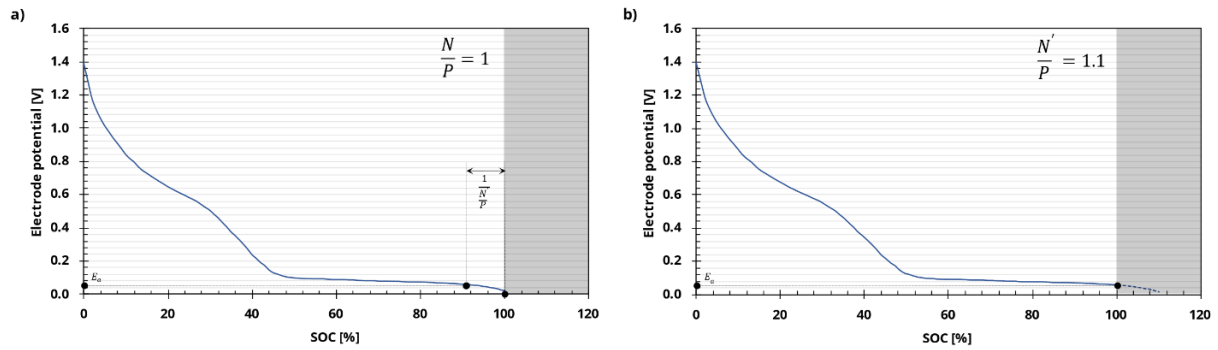 a)
1.6
1.4
1.2
1.0
0.8
0.6
0.4
0.2
0.0
Electrode potential [V]
N/P = 1
1/(N/P)
Eₐ
0 20 40 60 80 100 120
SOC [%]
b)
1.6
1.4
1.2
1.0
0.8
0.6
0.4
0.2
0.0
Electrode potential [V]
N′/P = 1.1
Eₐ
0 20 40 60 80 100 120
SOC [%]